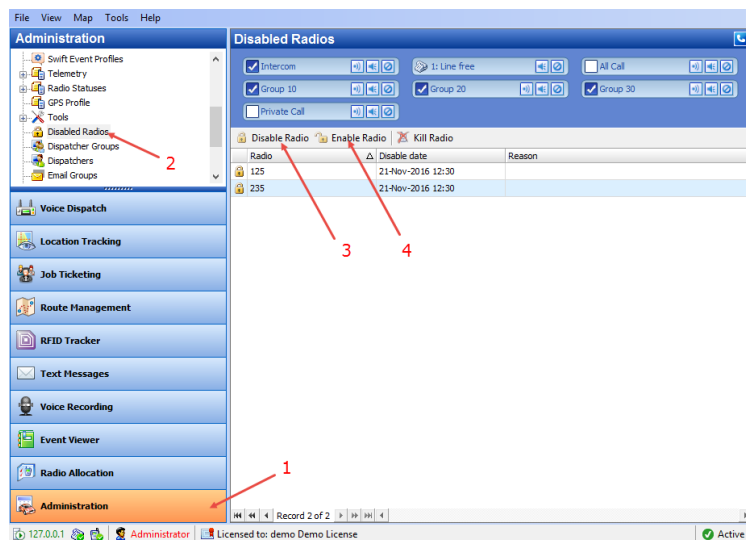 File View Map Tools Help
Administration
Disabled Radios
Swift Event Profiles
Telemetry
Radio Statuses
GPS Profile
Tools
Disabled Radios
Dispatcher Groups
Dispatchers
Email Groups
2
Intercom
1: Line free
All Call
Group 10
Group 20
Group 30
Private Call
Disable Radio Enable Radio Kill Radio
Radio Disable date Reason
125 21-Nov-2016 12:30
235 21-Nov-2016 12:30
3 4
Voice Dispatch
Location Tracking
Job Ticketing
Route Management
RFID Tracker
Text Messages
Voice Recording
Event Viewer
Radio Allocation
1
Administration
Record 2 of 2
127.0.0.1 Administrator Licensed to: demo Demo License Active